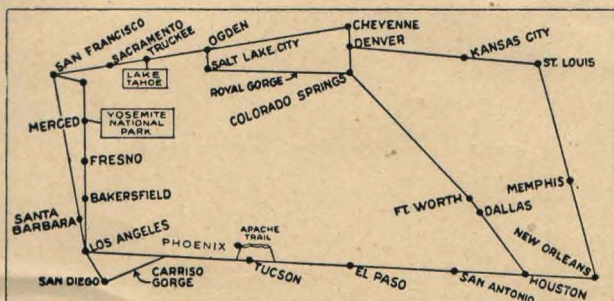 CHEYENNE
DENVER
KANSAS CITY
ST. LOUIS
SAN FRANCISCO
SACRAMENTO
TRUCKEE
OGDEN
LAKE
TAHOE
SALT LAKE CITY
ROYAL GORGE
COLORADO SPRINGS
MERCED
YOSEMITE
NATIONAL
PARK
FRESNO
BAKERSFIELD
SANTA
BARBARA
LOS ANGELES
PHOENIX
APACHE
TRAIL
FT. WORTH
DALLAS
MEMPHIS
NEW ORLEANS
SAN DIEGO
CARRISO
GORGE
TUCSON
EL PASO
SAN ANTONIO
HOUSTON